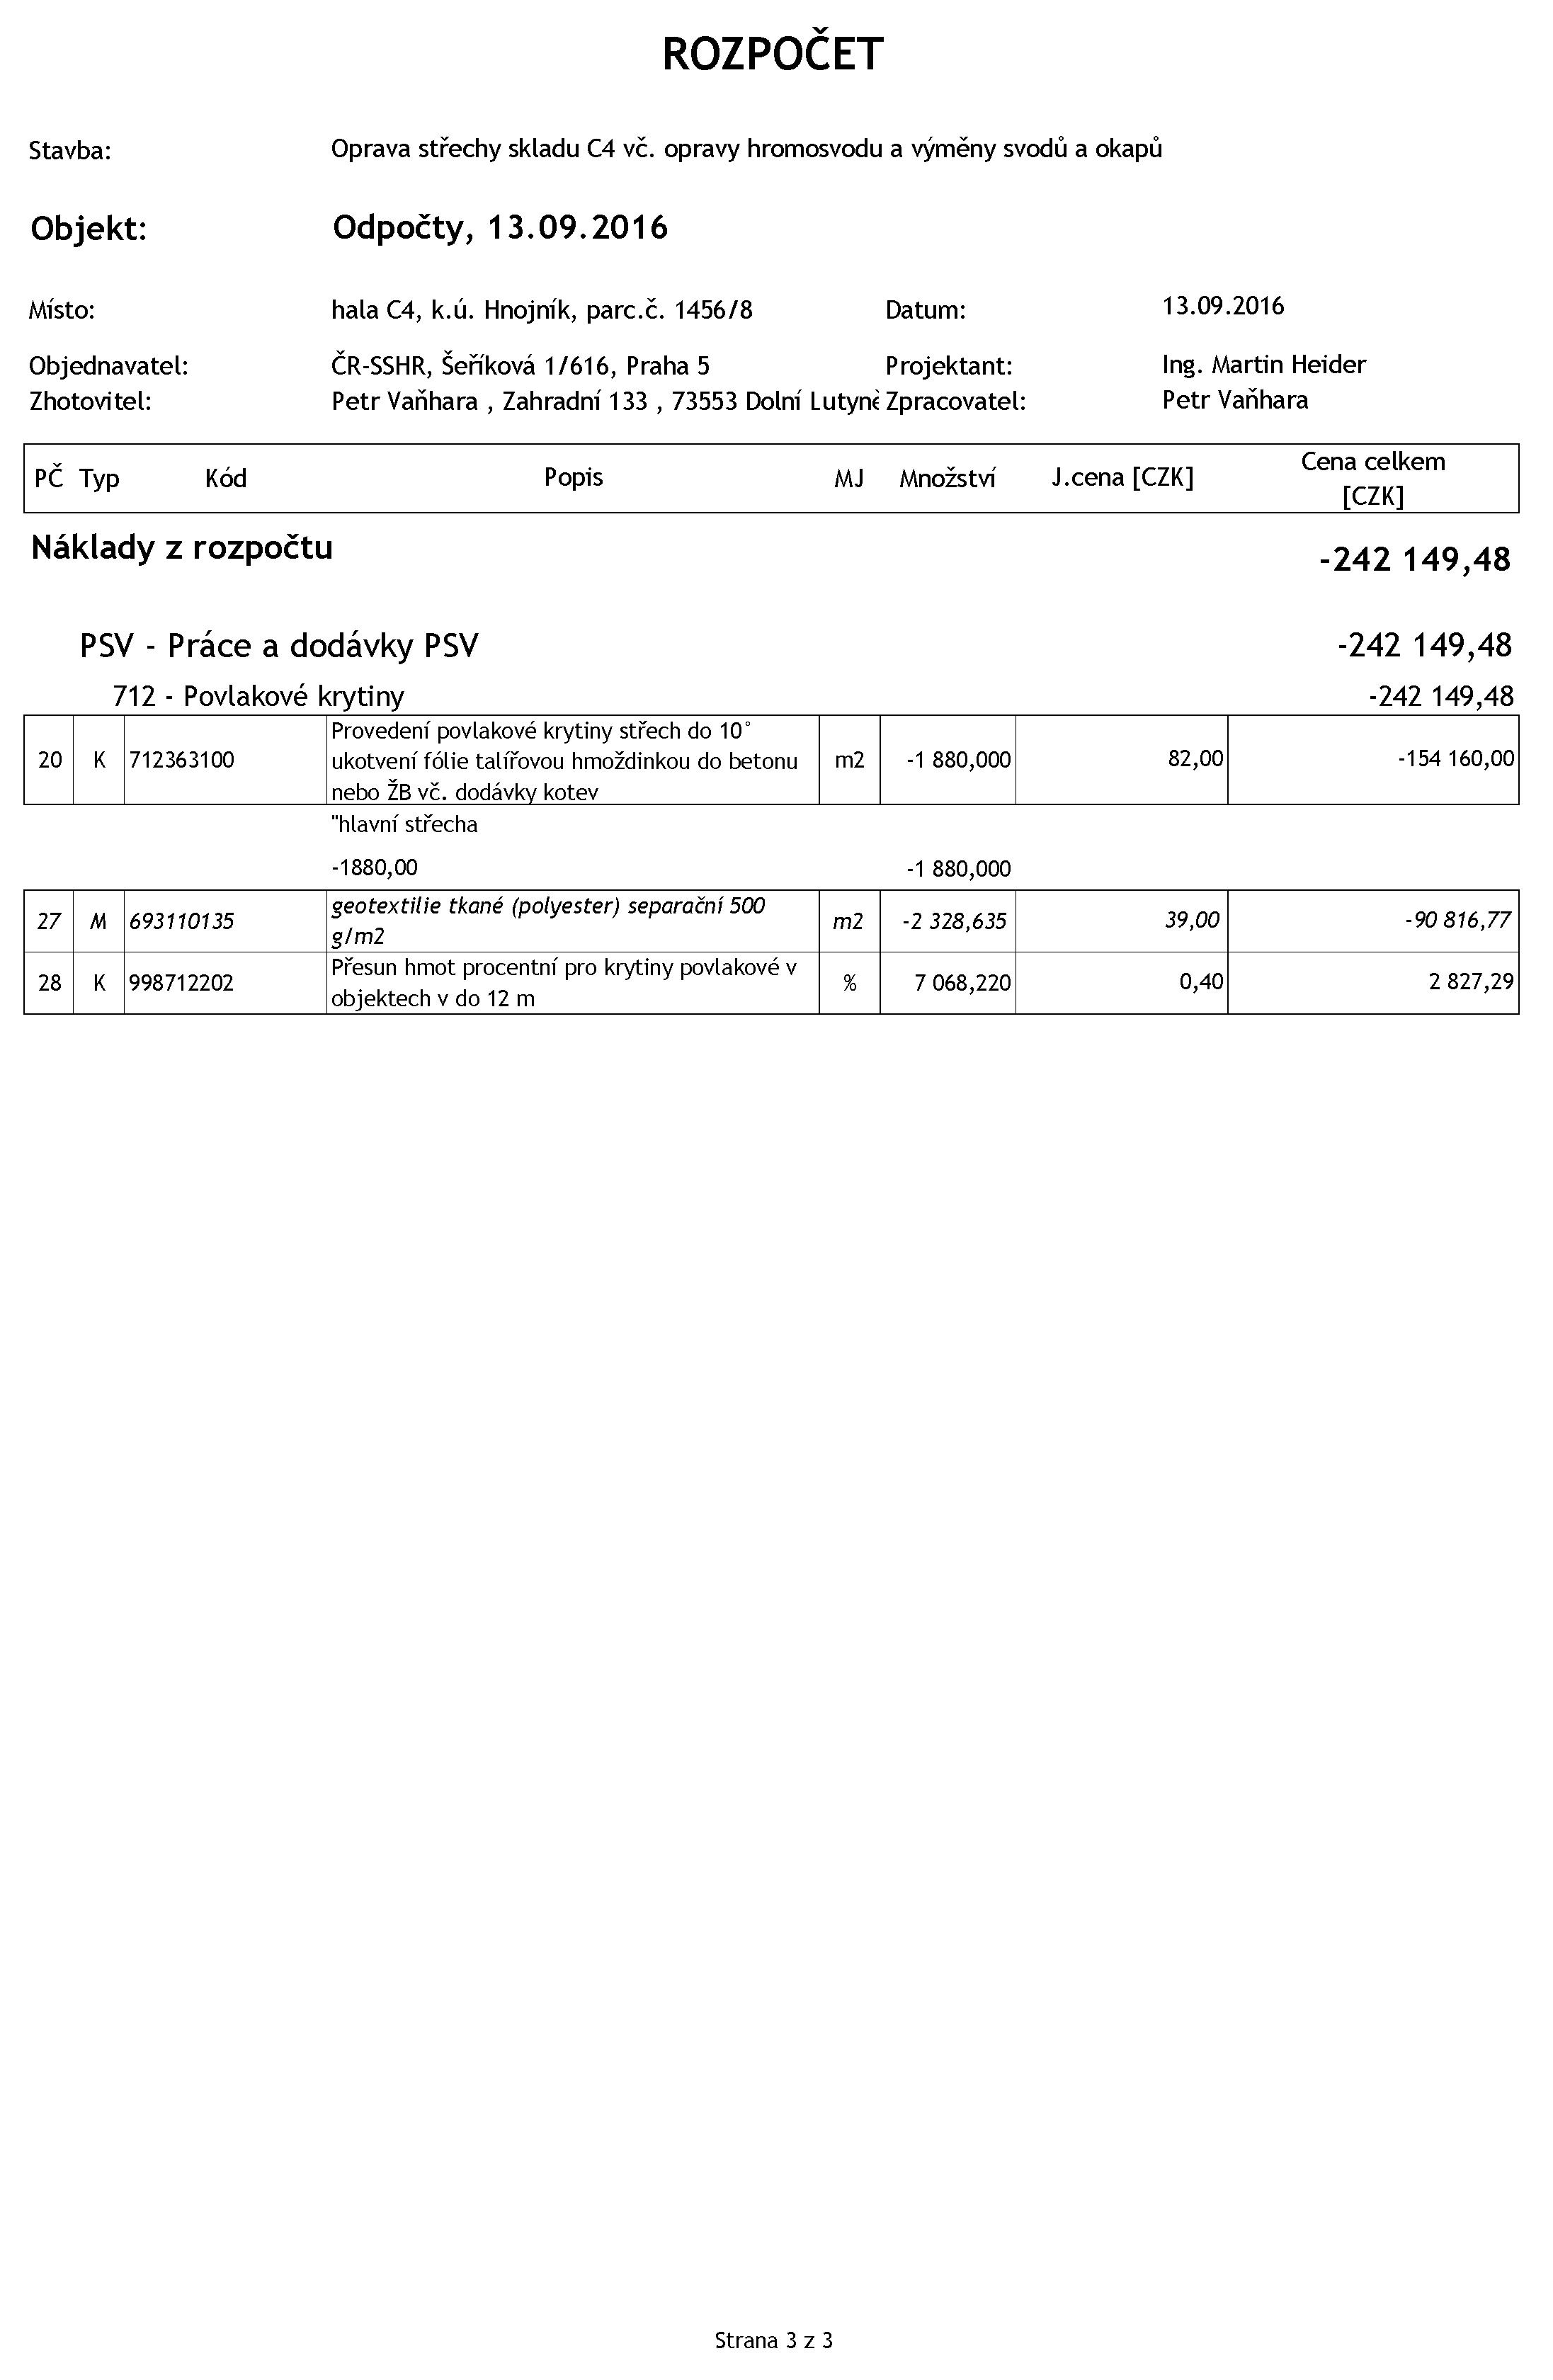 ROZPOČET
Stavba: Oprava střechy skladu C4 vč. opravy hromosvodu a výměny svodů a okapů
Objekt: Odpočty, 13.09.2016
Místo: hala C4, k.ú. Hnojník, parc.č. 1456/8 Datum: 13.09.2016
Objednavatel: ČR-SSHR, Šeříková 1/616, Praha 5 Projektant: Ing. Martin Heider
Zhotovitel: Petr Vaňhara , Zahradní 133 , 73553 Dolní Lutyně Zpracovatel: Petr Vaňhara
PČ Typ Kód Popis MJ Množství J.cena [CZK] Cena celkem
[CZK]
Náklady z rozpočtu -242 149,48
PSV - Práce a dodávky PSV -242 149,48
712 - Povlakové krytiny -242 149,48
Provedení povlakové krytiny střech do 10°
20 K 712363100 ukotvení fólie talířovou hmoždinkou do betonu m2 -1 880,000 82,00 -154 160,00
nebo ŽB vč. dodávky kotev
"hlavní střecha
-1880,00 -1 880,000
27 M 693110135 geotextilie tkané (polyester) separační 500 m2 -2 328,635 39,00 -90 816,77
g/m2
28 K 998712202 Přesun hmot procentní pro krytiny povlakové v % 7 068,220 0,40 2 827,29
objektech v do 12 m
Strana 3 z 3